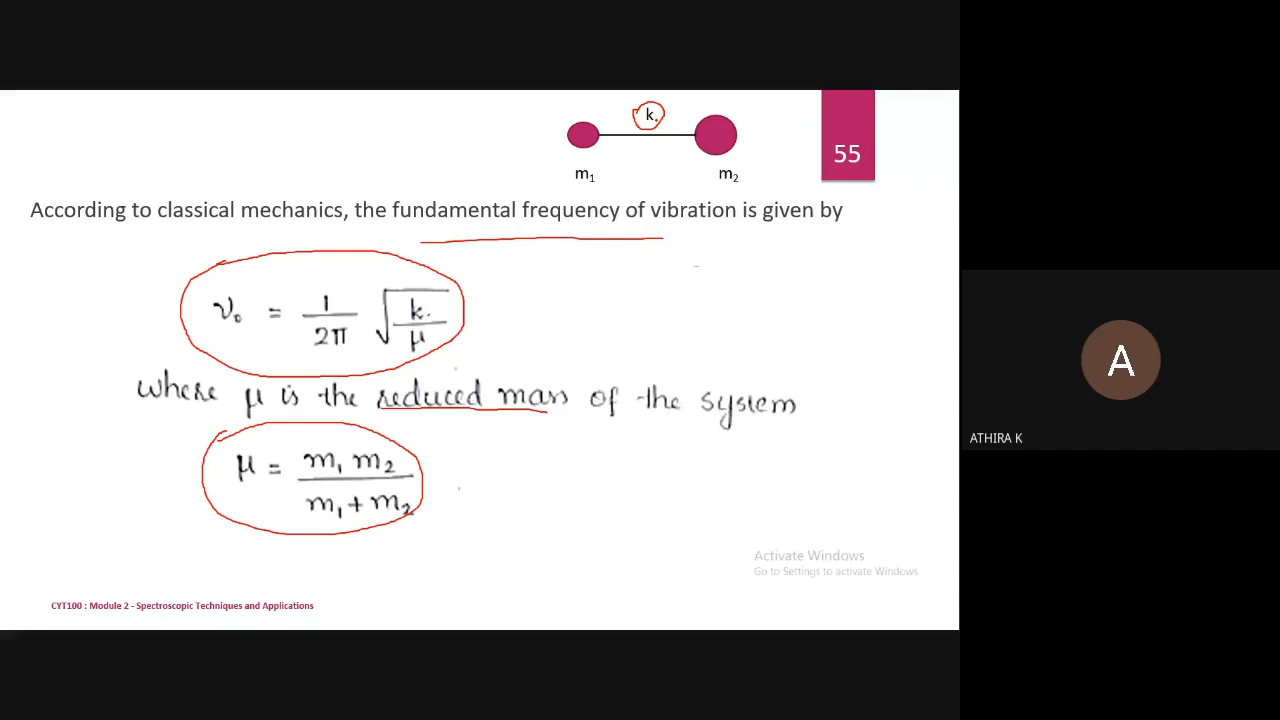 k
55
m₁ m₂
According to classical mechanics, the fundamental frequency of vibration is given by
ν₀ = 1/2π √k/μ
where μ is the reduced mass of the system
μ = m₁ m₂ / m₁ + m₂
A
ATHIRA K
Activate Windows
Go to Settings to activate Windows.
CYT100 : Module 2 - Spectroscopic Techniques and Applications